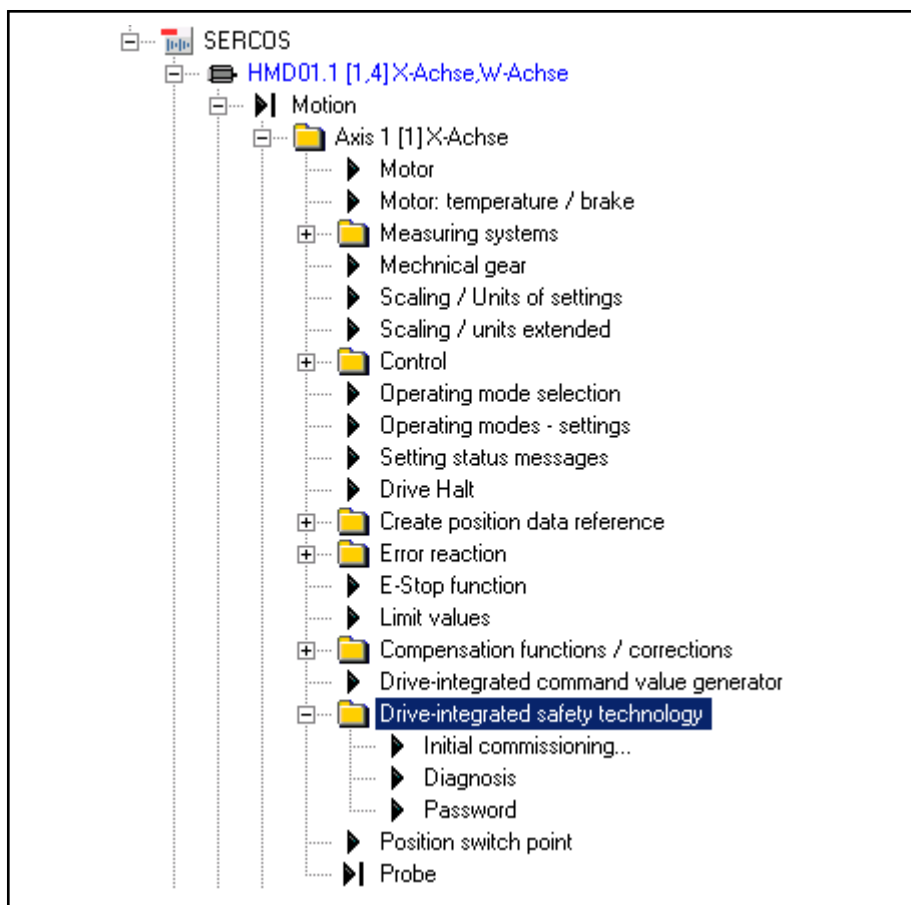 SERCOS
HMD01.1 [1,4] X-Achse,W-Achse
Motion
Axis 1 [1] X-Achse
Motor
Motor: temperature / brake
Measuring systems
Mechnical gear
Scaling / Units of settings
Scaling / units extended
Control
Operating mode selection
Operating modes - settings
Setting status messages
Drive Halt
Create position data reference
Error reaction
E-Stop function
Limit values
Compensation functions / corrections
Drive-integrated command value generator
Drive-integrated safety technology
Initial commissioning...
Diagnosis
Password
Position switch point
Probe